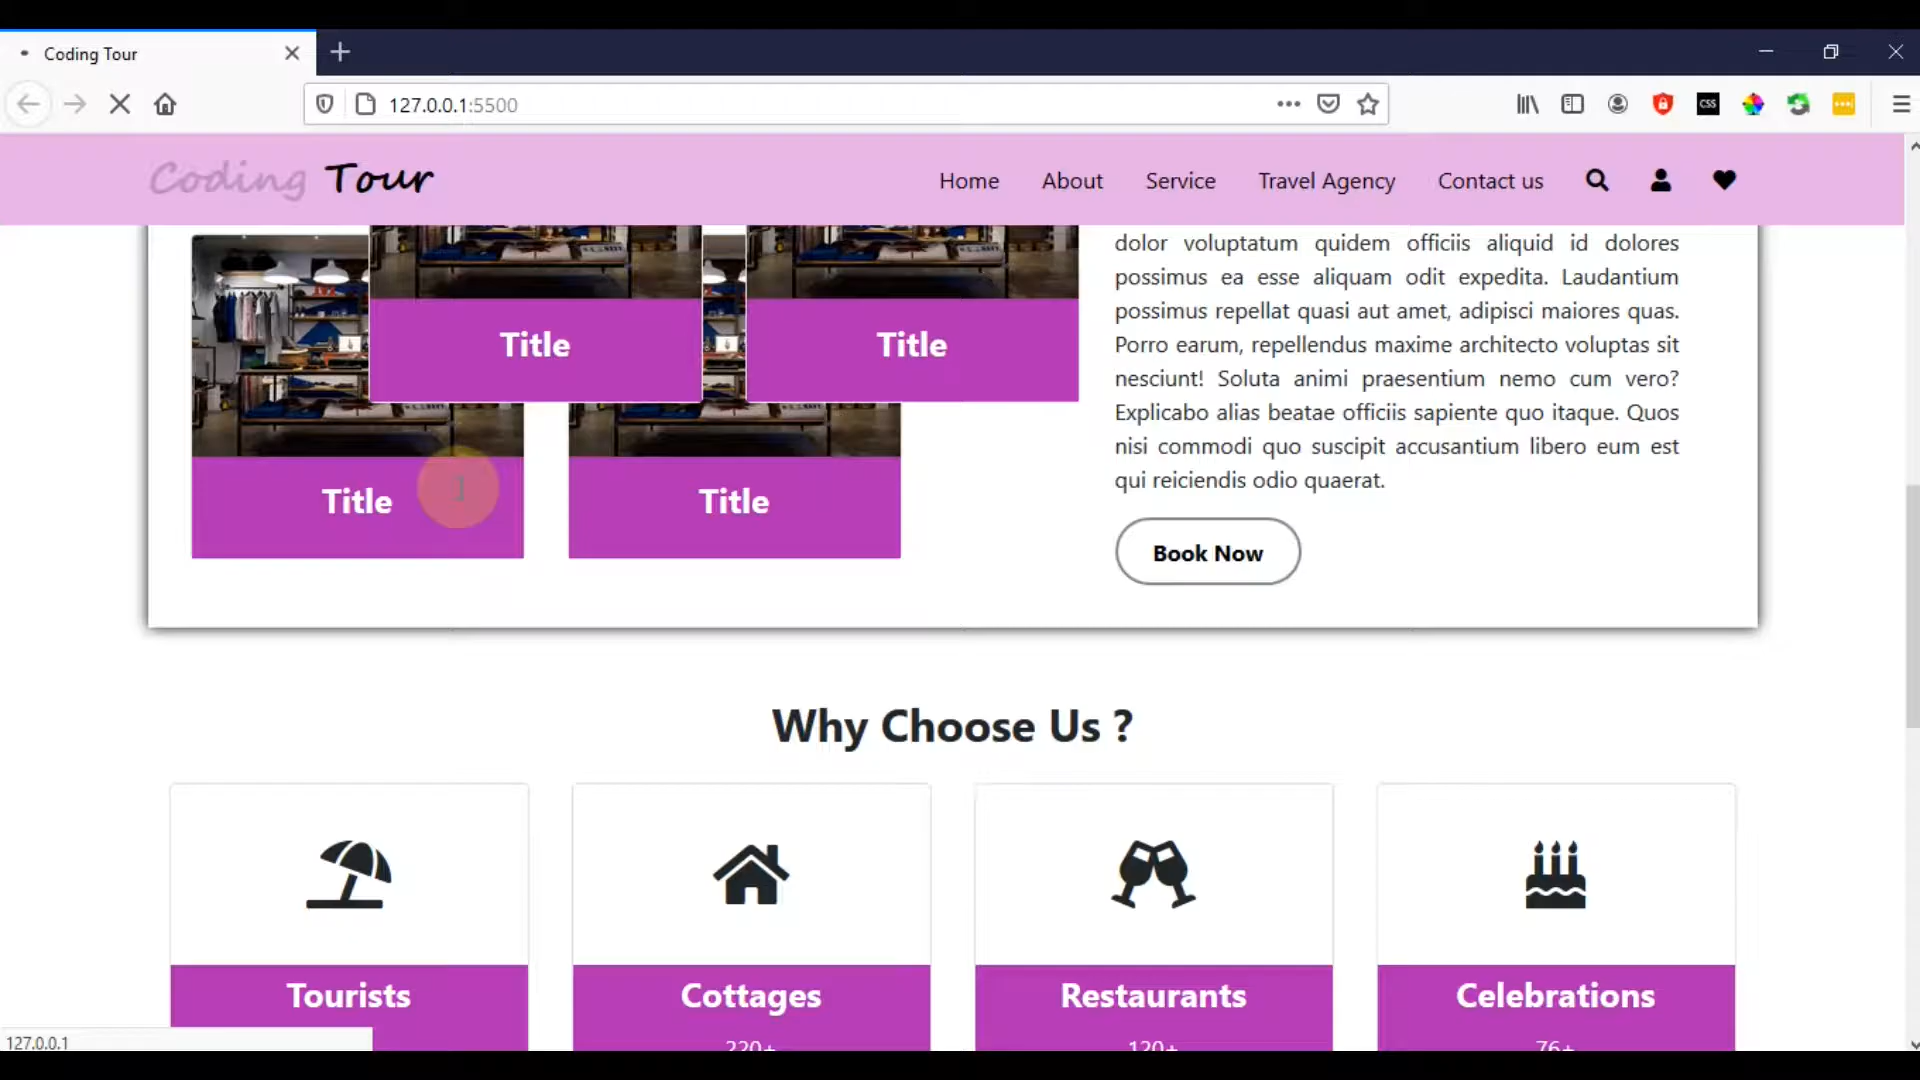 Coding Tour
127.0.0.1:5500
CSS
Coding Tour
Home About Service Travel Agency Contact us
dolor voluptatum quidem officiis aliquid id dolores
possimus ea esse aliquam odit expedita. Laudantium
possimus repellat quasi aut amet, adipisci maiores quas.
Porro earum, repellendus maxime architecto voluptas sit
nesciunt! Soluta animi praesentium nemo cum vero?
Explicabo alias beatae officiis sapiente quo itaque. Quos
nisi commodi quo suscipit accusantium libero eum est
qui reiciendis odio quaerat.
Title Title
Title Title
Book Now
Why Choose Us ?
Tourists Cottages Restaurants Celebrations
220+ 120+ 76+
127.0.0.1